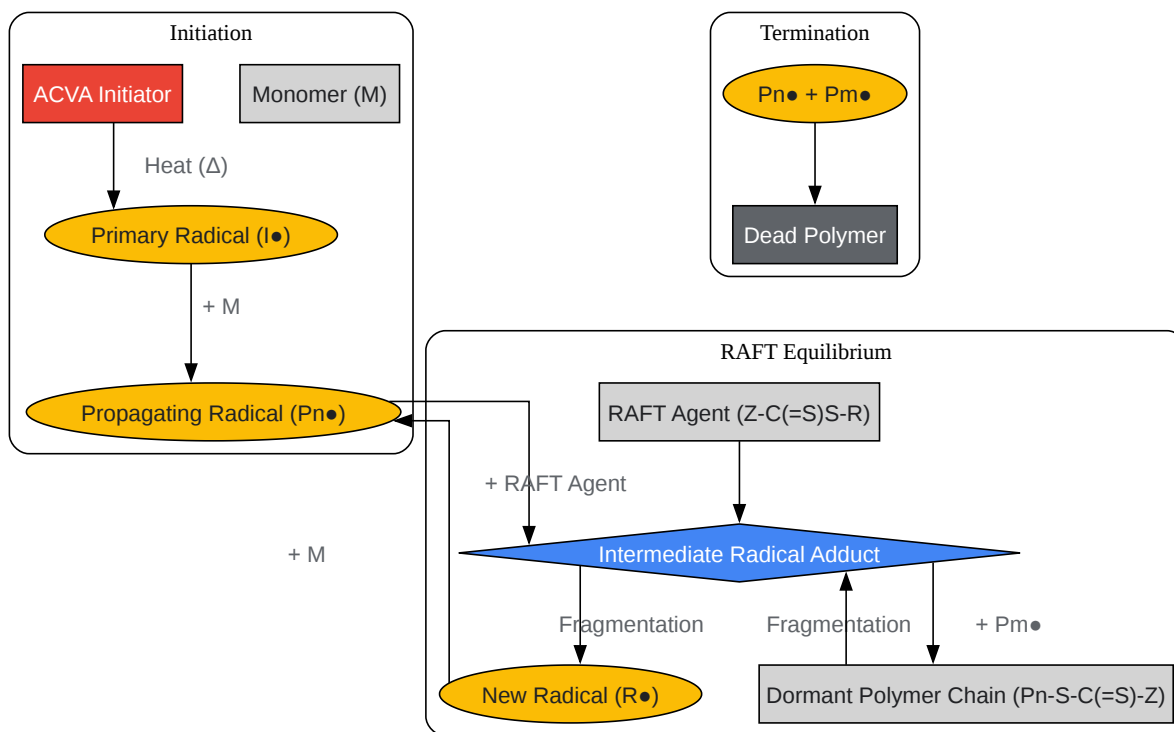 Initiation
ACVA Initiator
Monomer (M)
Heat (Δ)
Primary Radical (I●)
+ M
Propagating Radical (Pn●)
Termination
Pn● + Pm●
Dead Polymer
RAFT Equilibrium
RAFT Agent (Z-C(=S)S-R)
+ RAFT Agent
+ M
Intermediate Radical Adduct
Fragmentation
Fragmentation
+ Pm●
New Radical (R●)
Dormant Polymer Chain (Pn-S-C(=S)-Z)